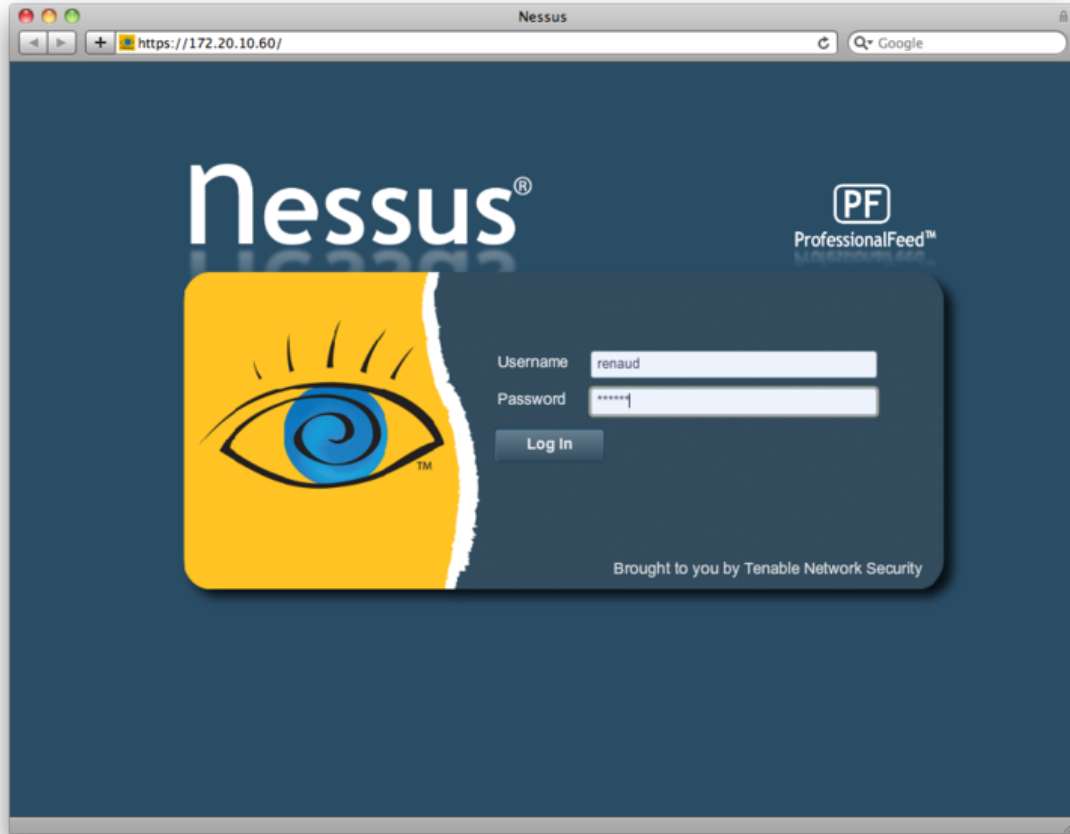 Nessus
https://172.20.10.60/
Google
nessus®
PF
ProfessionalFeed™
Username renaud
Password ******
Log In
TM
Brought to you by Tenable Network Security